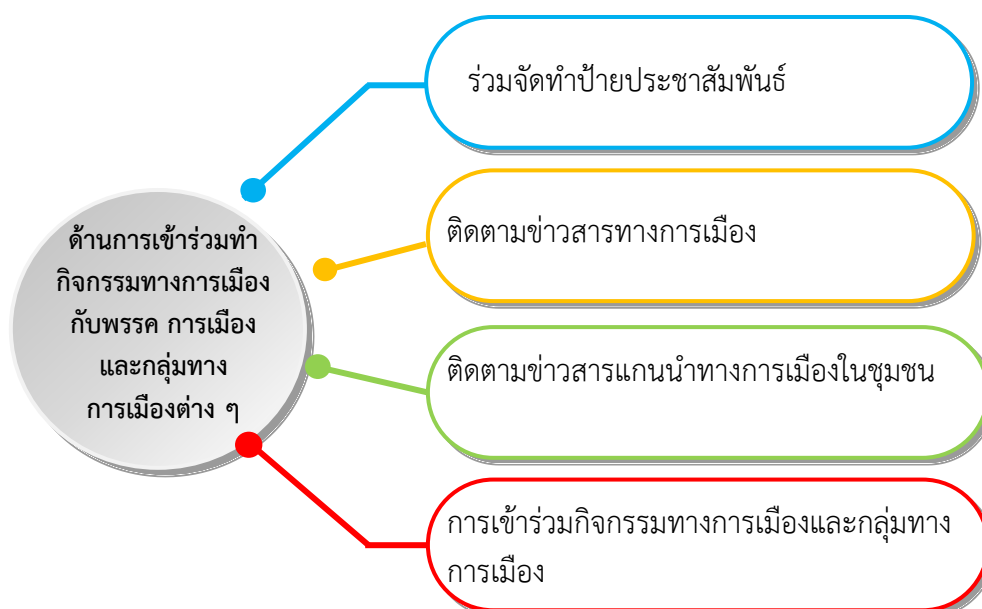 ด้านการเข้าร่วมทำ
กิจกรรมทางการเมือง
กับพรรค การเมือง
และกลุ่มทาง
การเมืองต่าง ๆ
ร่วมจัดทำป้ายประชาสัมพันธ์
ติดตามข่าวสารทางการเมือง
ติดตามข่าวสารแกนนำทางการเมืองในชุมชน
การเข้าร่วมกิจกรรมทางการเมืองและกลุ่มทาง
การเมือง